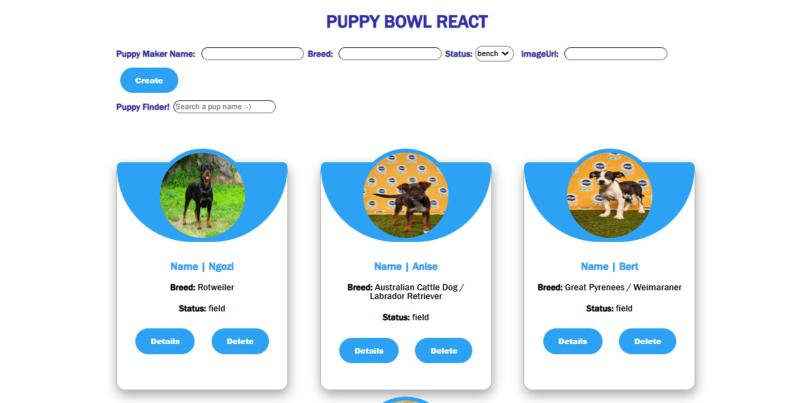 PUPPY BOWL REACT
Puppy Maker Name: Breed: Status: bench imageUrl:
Create
Puppy Finder! Search a pup name :-)
Name | Ngozi
Breed: Rotweiler
Status: field
Details Delete
Name | Anise
Breed: Australian Cattle Dog /
Labrador Retriever
Status: field
Details Delete
Name | Bert
Breed: Great Pyrenees / Weimaraner
Status: field
Details Delete